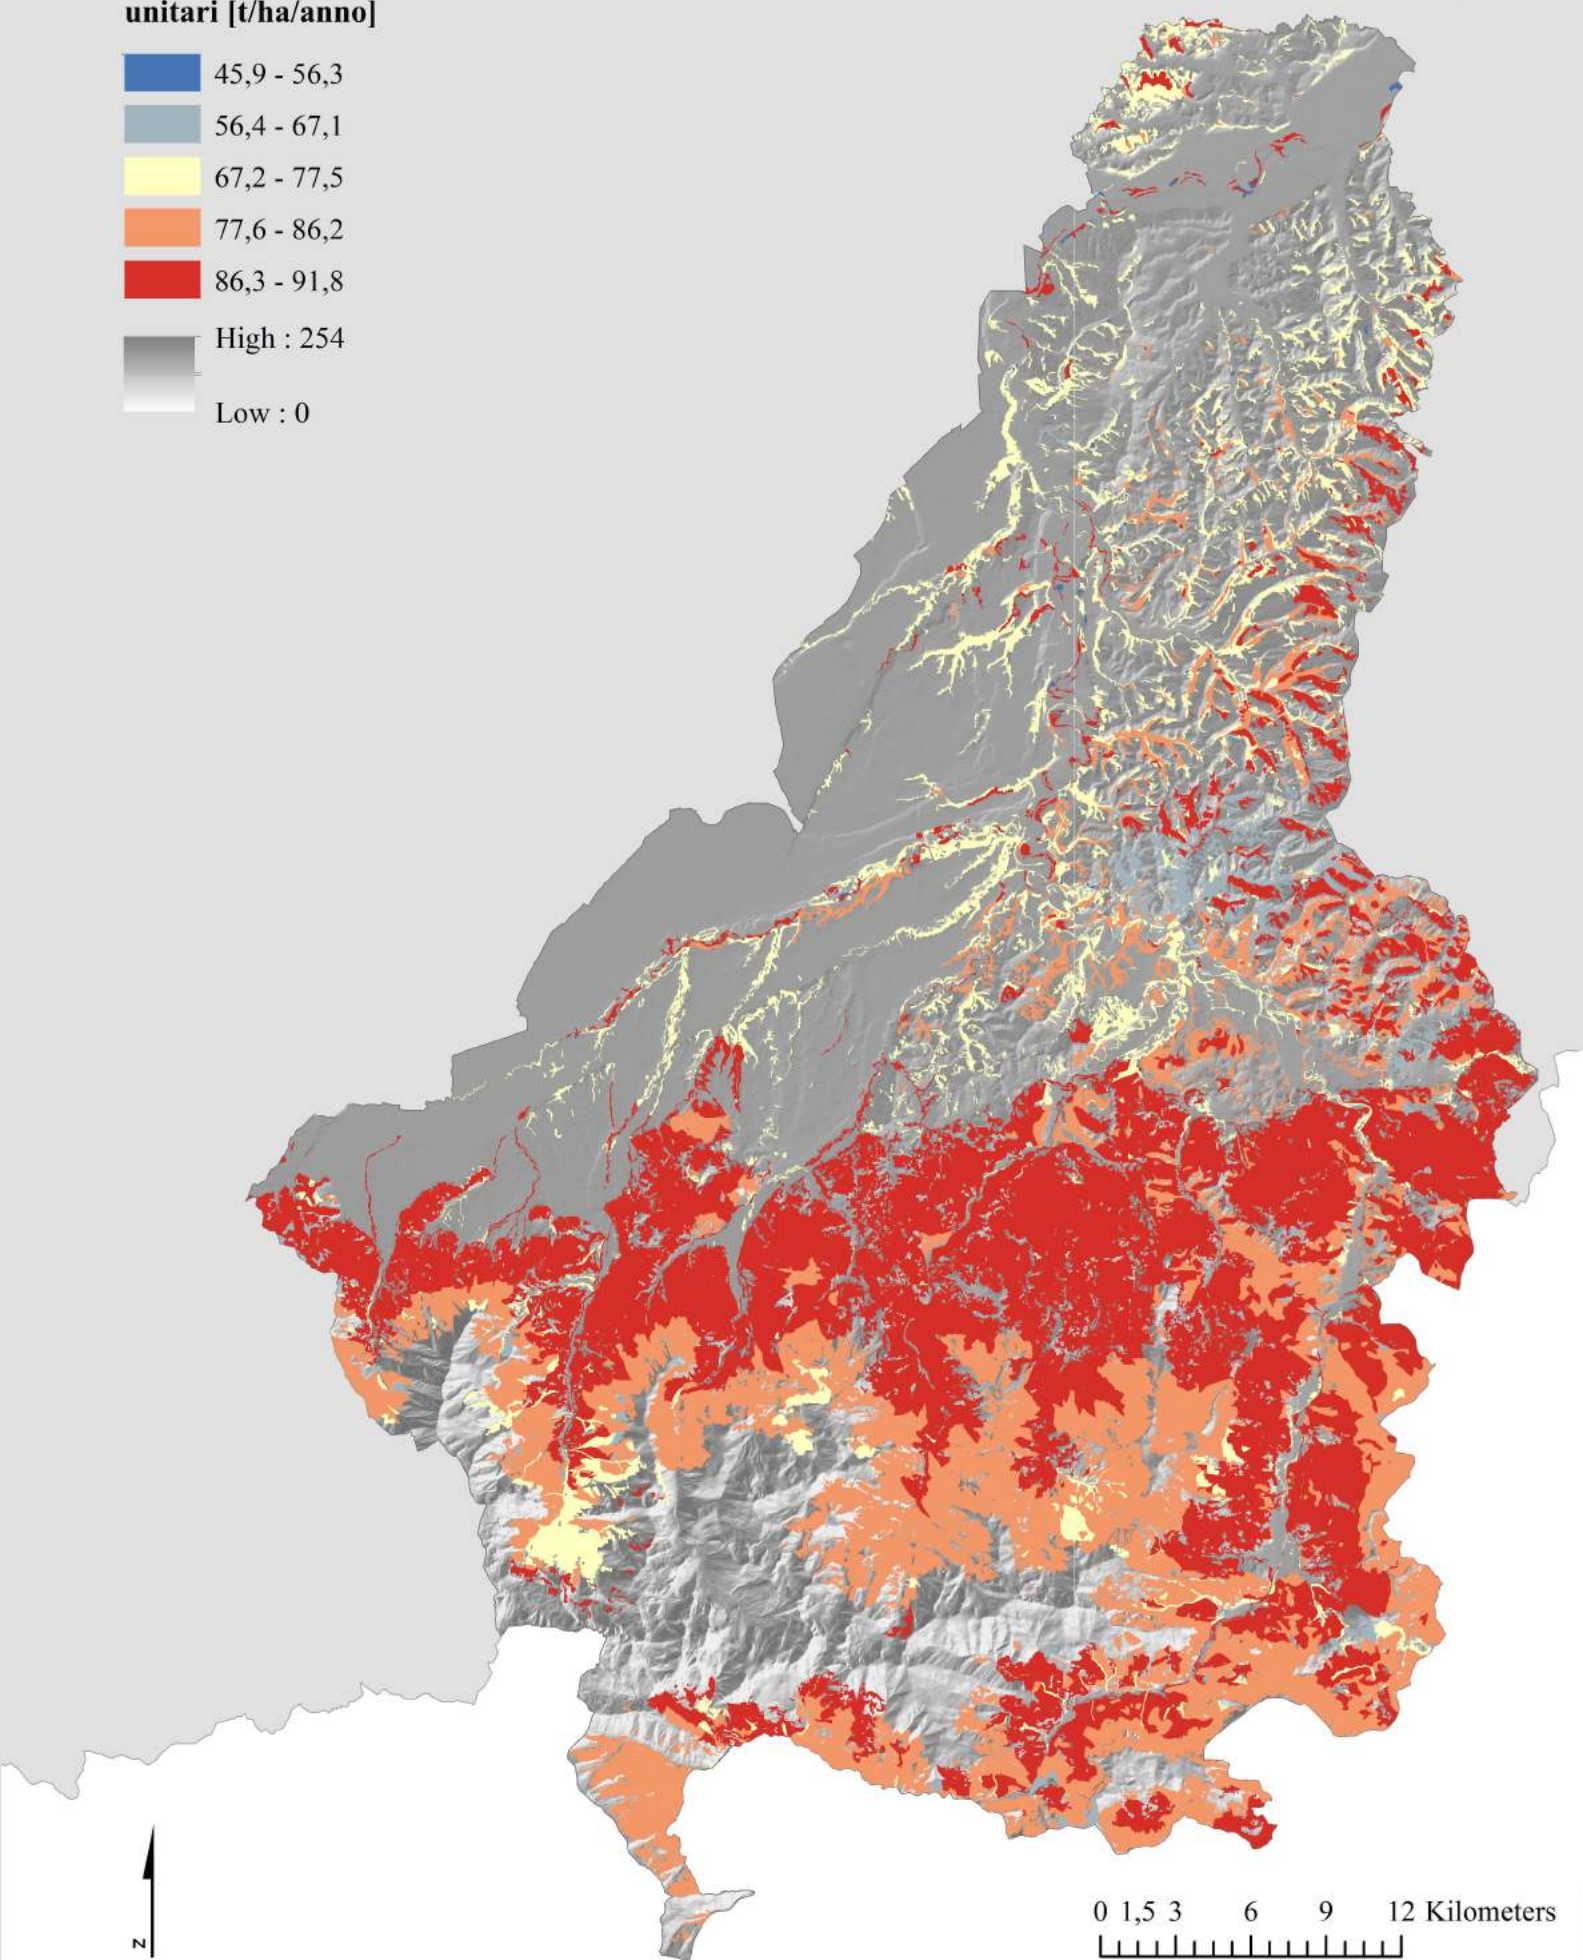 unitari [t/ha/anno]
45,9 - 56,3
56,4 - 67,1
67,2 - 77,5
77,6 - 86,2
86,3 - 91,8
High : 254
Low : 0
N
0 1,5 3 6 9 12 Kilometers